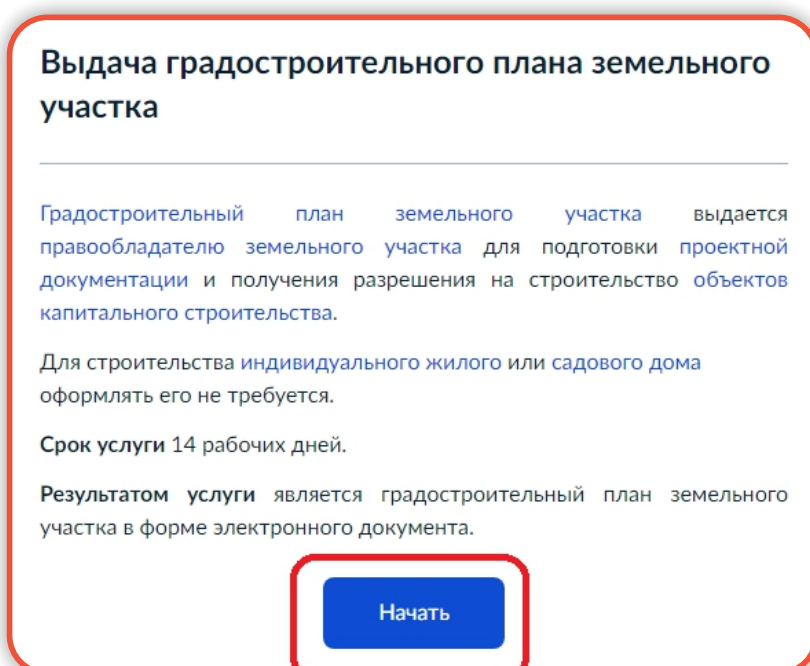 Выдача градостроительного плана земельного
участка
Градостроительный план земельного участка выдается
правообладателю земельного участка для подготовки проектной
документации и получения разрешения на строительство объектов
капитального строительства.
Для строительства индивидуального жилого или садового дома
оформлять его не требуется.
Срок услуги 14 рабочих дней.
Результатом услуги является градостроительный план земельного
участка в форме электронного документа.
Начать